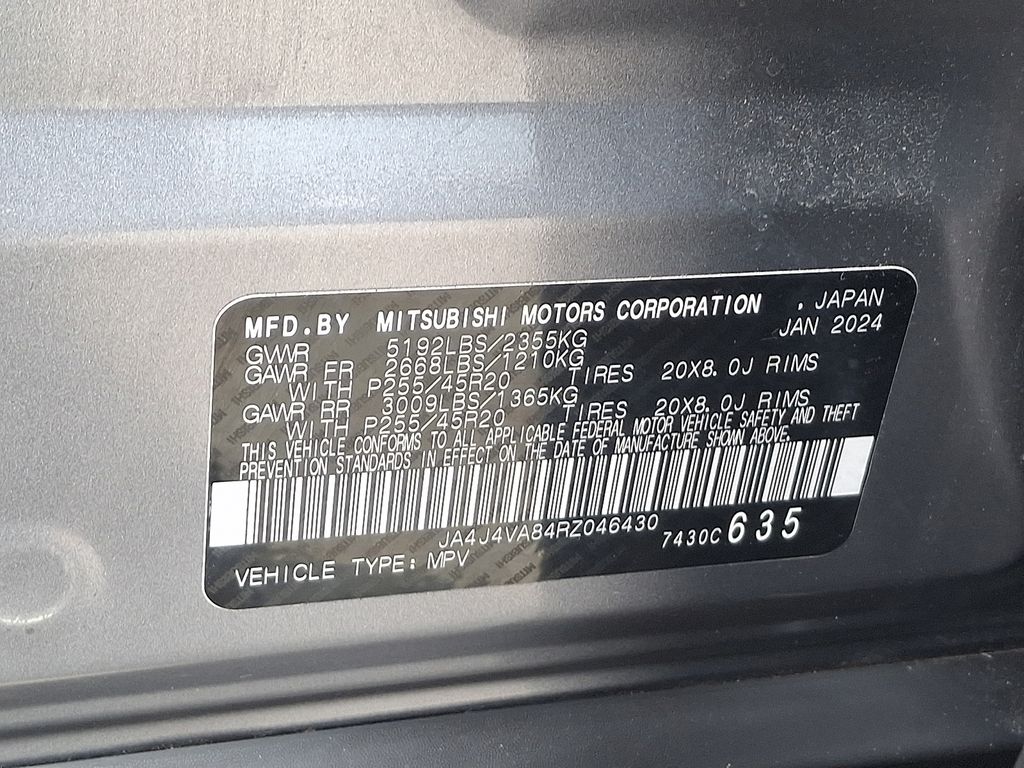 MFD.BY MITSUBISHI MOTORS CORPORATION . JAPAN
GVWR 5192LBS/2355KG JAN 2024
GAWR FR 2668LBS/1210KG
WITH P255/45R20 TIRES 20X8.0J RIMS
GAWR RR 3009LBS/1365KG
WITH P255/45R20 TIRES 20X8.0J RIMS
THIS VEHICLE CONFORMS TO ALL APPLICABLE FEDERAL MOTOR VEHICLE SAFETY AND THEFT
PREVENTION STANDARDS IN EFFECT ON THE DATE OF MANUFACTURE SHOWN ABOVE.
JA4J4VA84RZ046430 7430C 635
VEHICLE TYPE: MPV